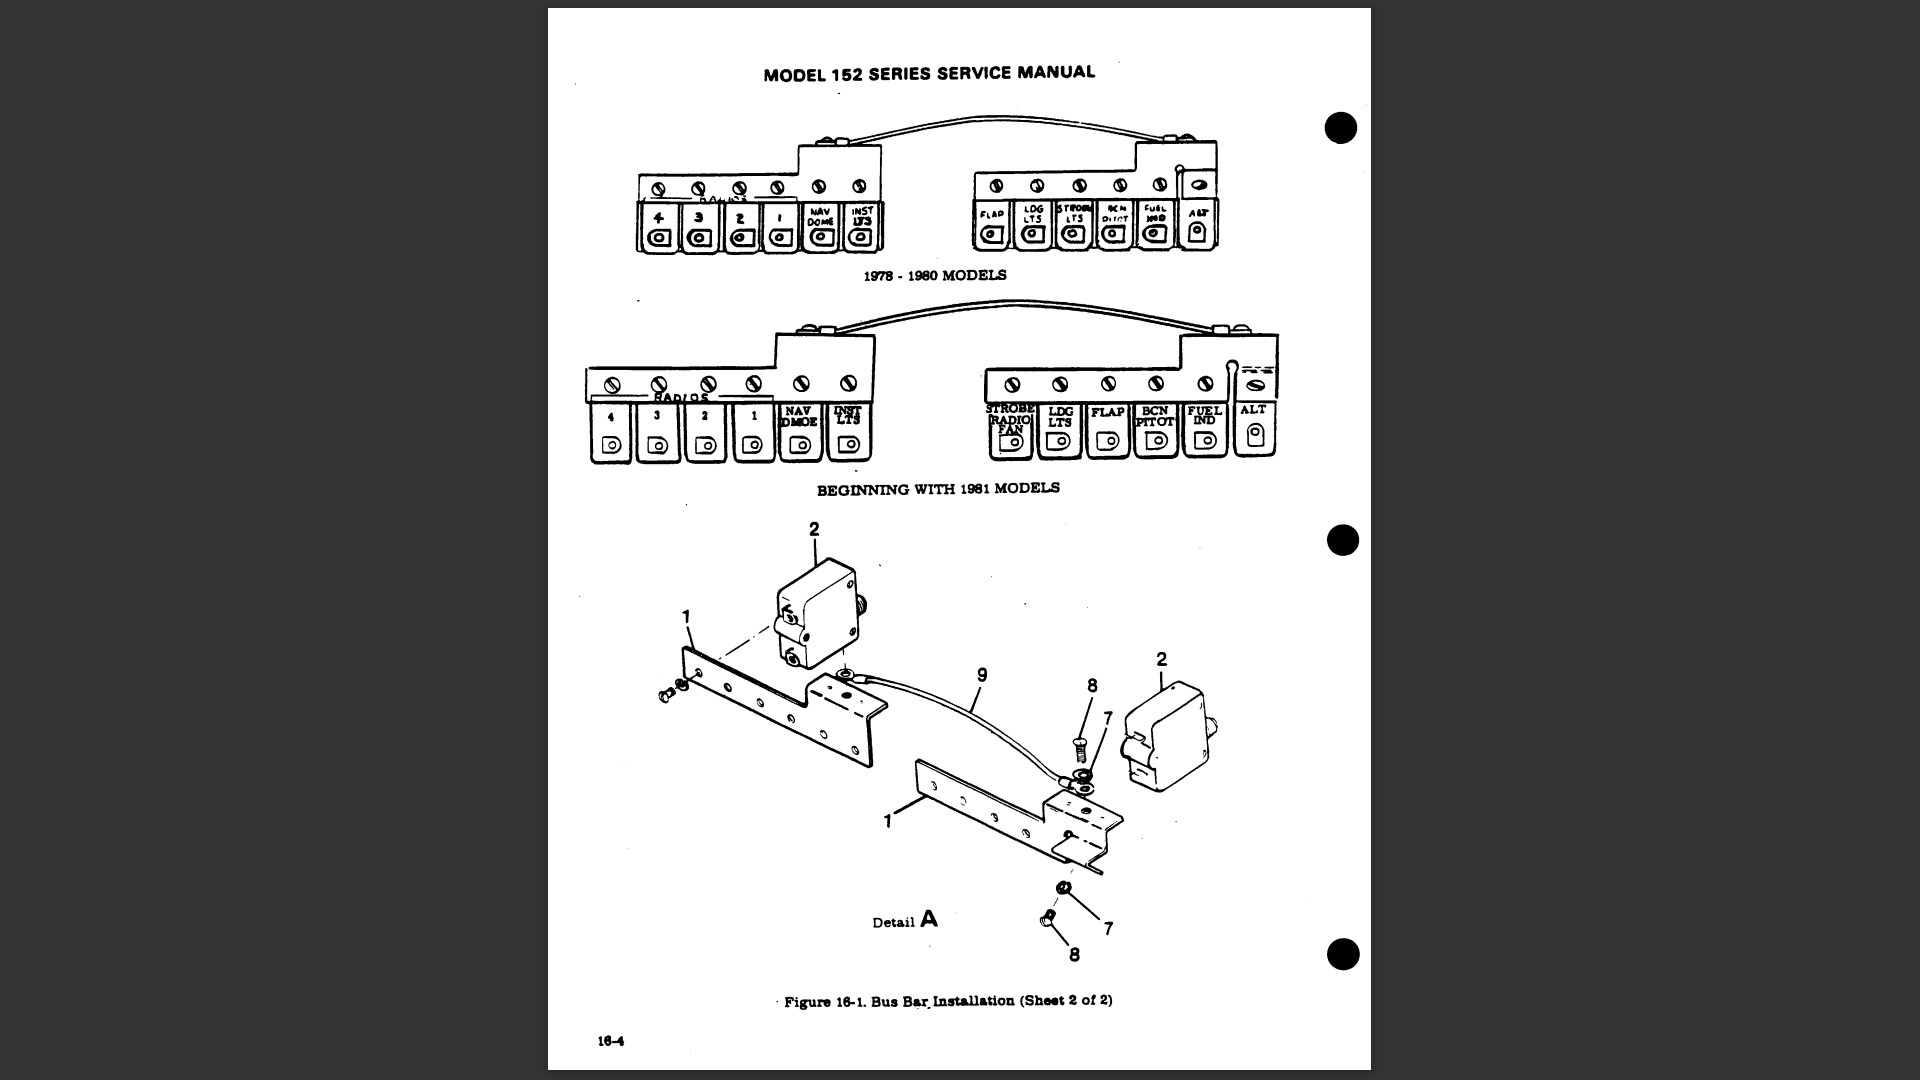 MODEL 152 SERIES SERVICE MANUAL
RADIOS
4 3 2 1 NAV DOME INST LTS
FLAP LDG LTS STROBE LTS BCN PITOT FUEL IND ALT
1978 - 1980 MODELS
RADIOS
4 3 2 1 NAV DMOE INST LTS
STROBE RADIO FAN LDG LTS FLAP BCN PITOT FUEL IND ALT
BEGINNING WITH 1981 MODELS
2
1
9
8
7
2
1
7
8
Detail A
Figure 16-1. Bus Bar Installation (Sheet 2 of 2)
16-4